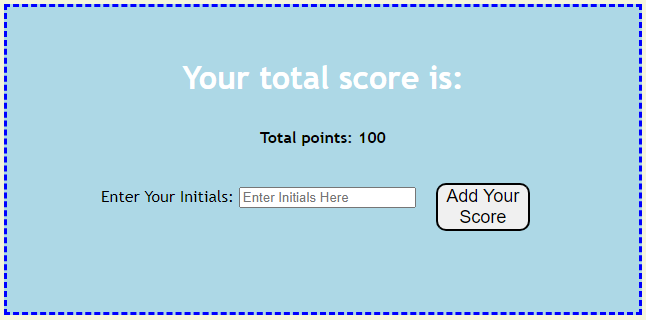 Your total score is:
Total points: 100
Enter Your Initials: Enter Initials Here
Add Your
Score